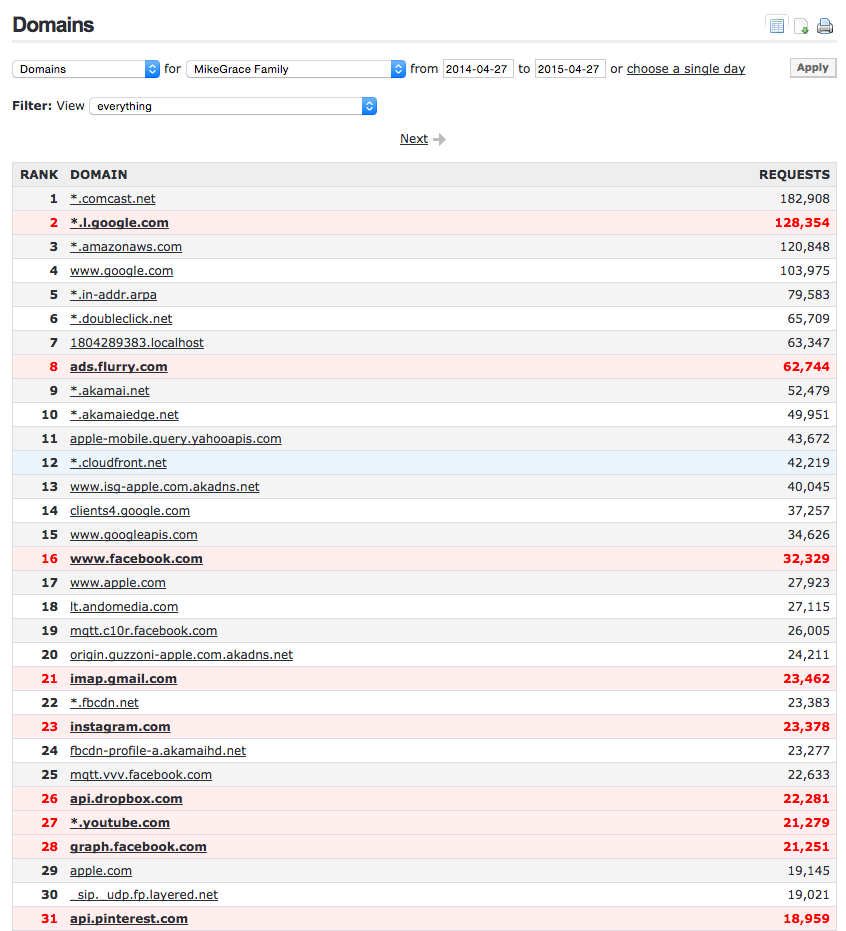 Domains
Domains for MikeGrace Family from 2014-04-27 to 2015-04-27 or choose a single day Apply
Filter: View everything
Next
RANK DOMAIN REQUESTS
1 *.comcast.net 182,908
2 *.l.google.com 128,354
3 *.amazonaws.com 120,848
4 www.google.com 103,975
5 *.in-addr.arpa 79,583
6 *.doubleclick.net 65,709
7 1804289383.localhost 63,347
8 ads.flurry.com 62,744
9 *.akamai.net 52,479
10 *.akamaiedge.net 49,951
11 apple-mobile.query.yahooapis.com 43,672
12 *.cloudfront.net 42,219
13 www.isg-apple.com.akadns.net 40,045
14 clients4.google.com 37,257
15 www.googleapis.com 34,626
16 www.facebook.com 32,329
17 www.apple.com 27,923
18 lt.andomedia.com 27,115
19 mqtt.c10r.facebook.com 26,005
20 origin.guzzoni-apple.com.akadns.net 24,211
21 imap.gmail.com 23,462
22 *.fbcdn.net 23,383
23 instagram.com 23,378
24 fbcdn-profile-a.akamaihd.net 23,277
25 mqtt.vvv.facebook.com 22,633
26 api.dropbox.com 22,281
27 *.youtube.com 21,279
28 graph.facebook.com 21,251
29 apple.com 19,145
30 _sip._udp.fp.layered.net 19,021
31 api.pinterest.com 18,959